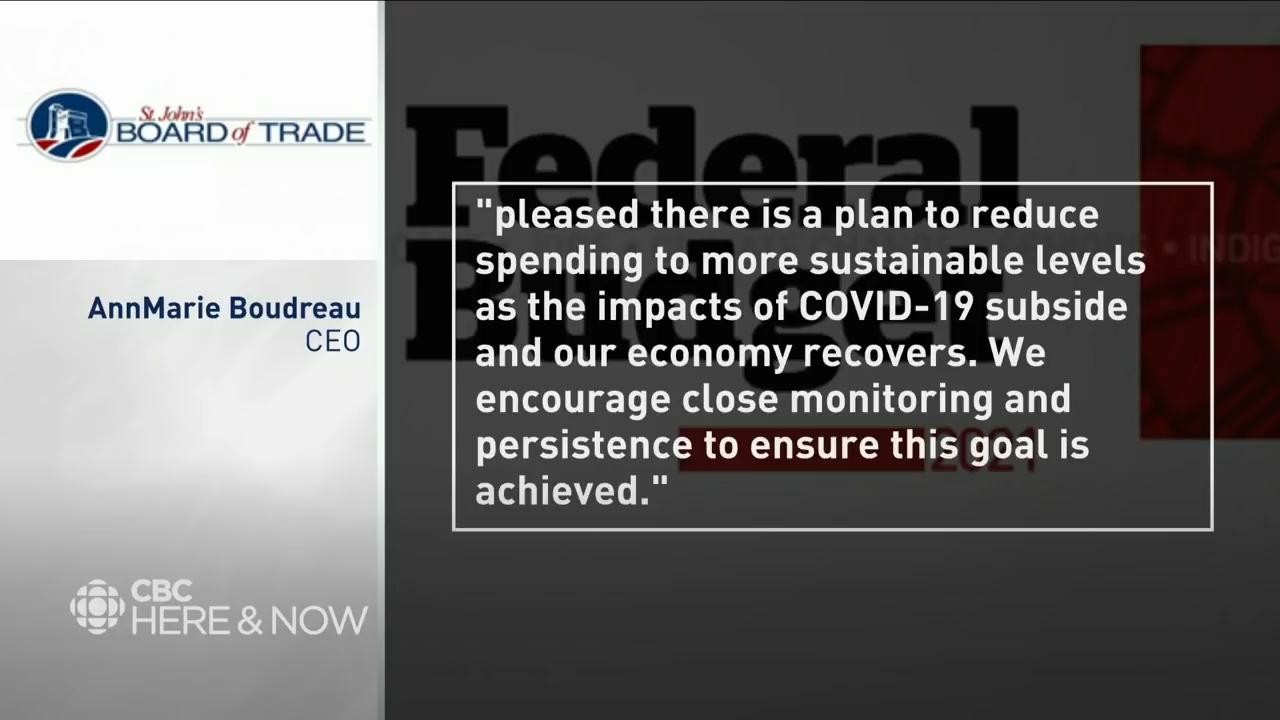 St. John's
BOARD of TRADE
AnnMarie Boudreau
CEO
CBC
HERE & NOW
Federal
Budget
2021
INDIG
"pleased there is a plan to reduce
spending to more sustainable levels
as the impacts of COVID-19 subside
and our economy recovers. We
encourage close monitoring and
persistence to ensure this goal is
achieved."